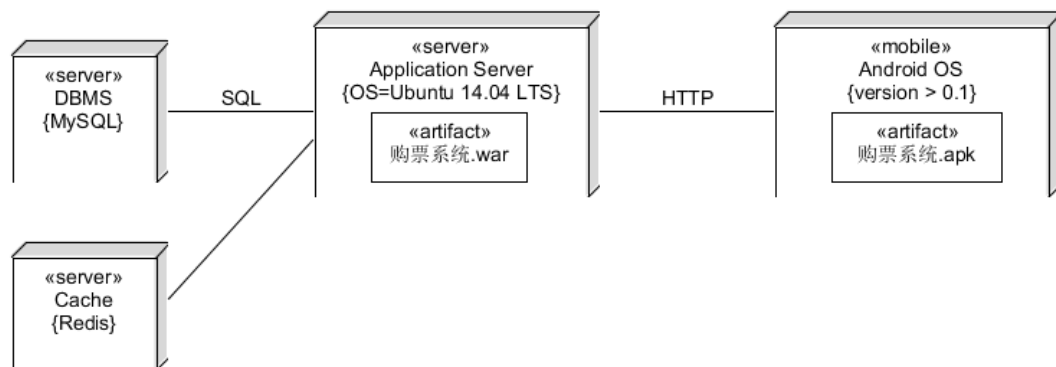 «server»
DBMS
{MySQL}
SQL
«server»
Application Server
{OS=Ubuntu 14.04 LTS}
«artifact»
购票系统.war
HTTP
«mobile»
Android OS
{version > 0.1}
«artifact»
购票系统.apk
«server»
Cache
{Redis}